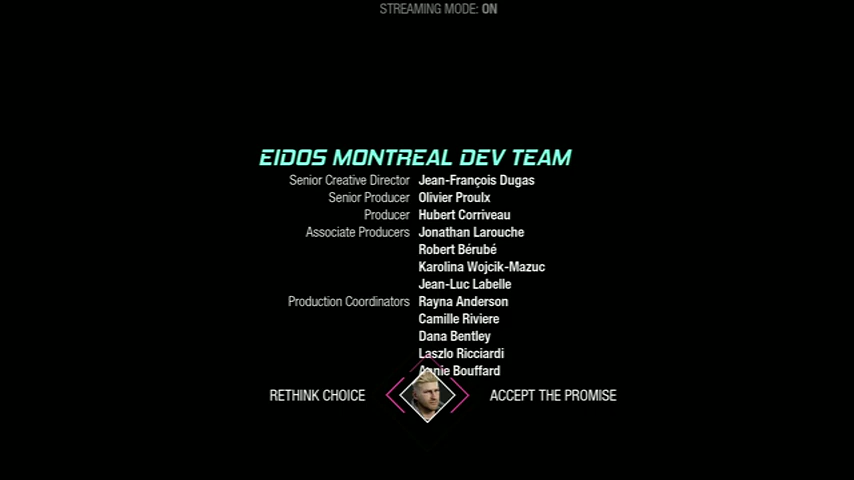 STREAMING MODE: ON
EIDOS MONTREAL DEV TEAM
Senior Creative Director Jean-François Dugas
Senior Producer Olivier Proulx
Producer Hubert Corriveau
Associate Producers Jonathan Larouche
Robert Bérubé
Karolina Wojcik-Mazuc
Jean-Luc Labelle
Production Coordinators Rayna Anderson
Camille Riviere
Dana Bentley
Laszlo Ricciardi
Annie Bouffard
RETHINK CHOICE ACCEPT THE PROMISE